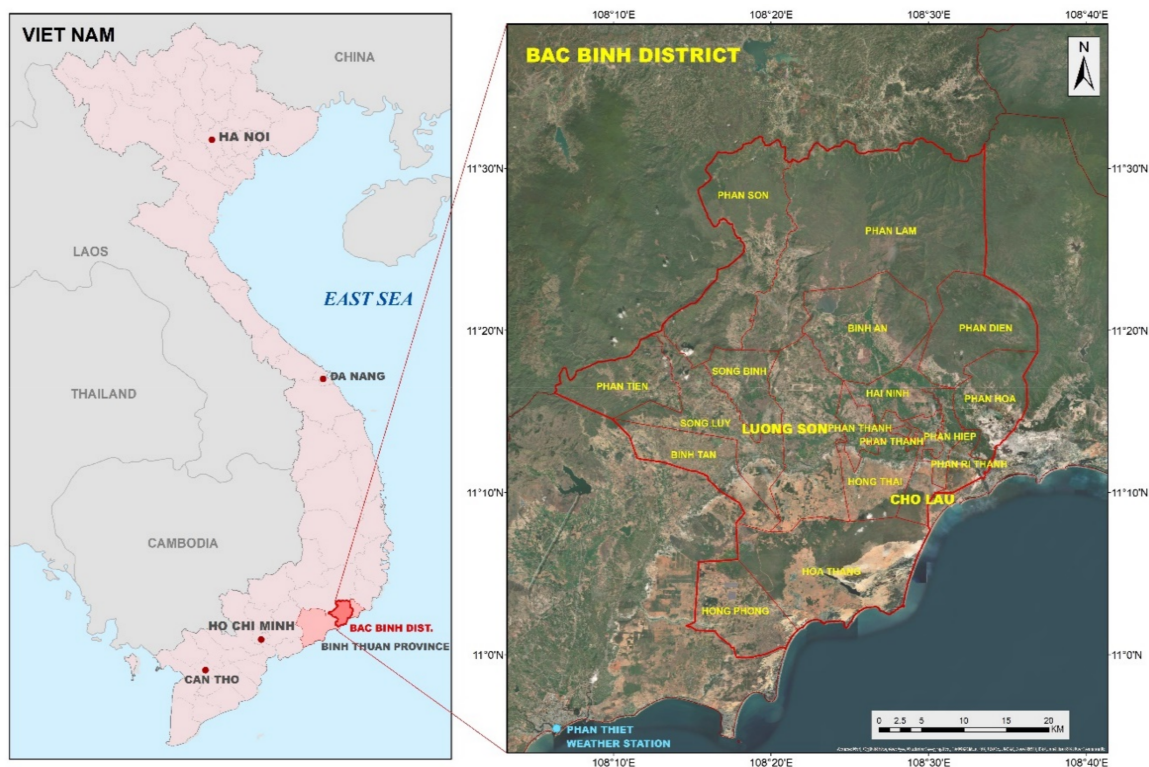 VIET NAM
CHINA
HA NOI
LAOS
EAST SEA
THAILAND
DA NANG
CAMBODIA
HO CHI MINH
BAC BINH DIST.
BINH THUAN PROVINCE
CAN THO
108°10'E
108°20'E
108°30'E
108°40'E
BAC BINH DISTRICT
N
11°30'N
11°30'N
PHAN SON
PHAN LAM
11°20'N
11°20'N
BINH AN
PHAN DIEN
SONG BINH
PHAN TIEN
HAI NINH
PHAN HOA
SONG LUY
LUONG SON
PHAN THANH
PHAN HIEP
PHAN THANH
BINH TAN
PHAN RI THANH
HONG THAI
11°10'N
11°10'N
CHO LAU
HOA THANG
HONG PHONG
11°0'N
11°0'N
0 2.5 5 10 15 20
KM
PHAN THIET
WEATHER STATION
108°10'E
108°20'E
108°30'E
108°40'E